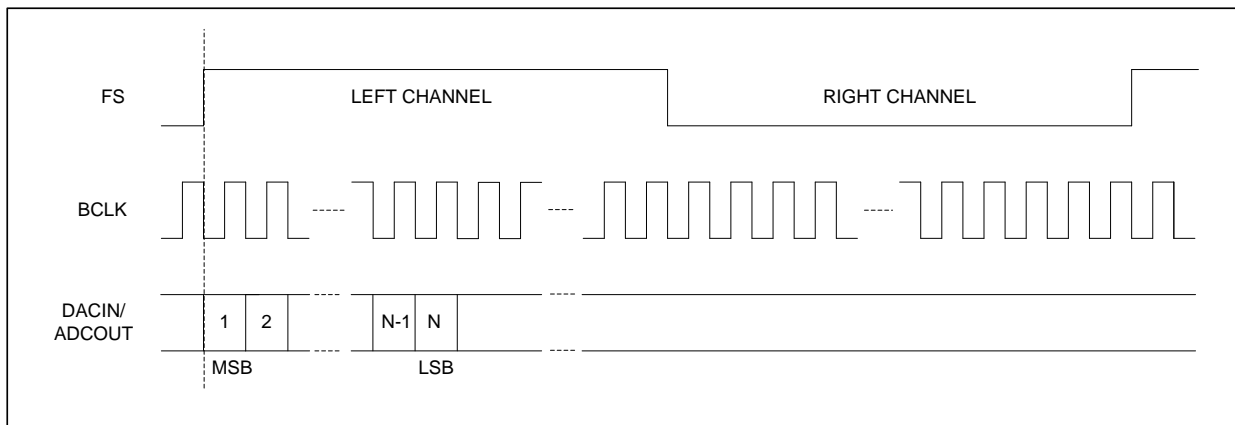 FS
LEFT CHANNEL
RIGHT CHANNEL
BCLK
DACIN/
ADCOUT
1
2
N-1
N
MSB
LSB